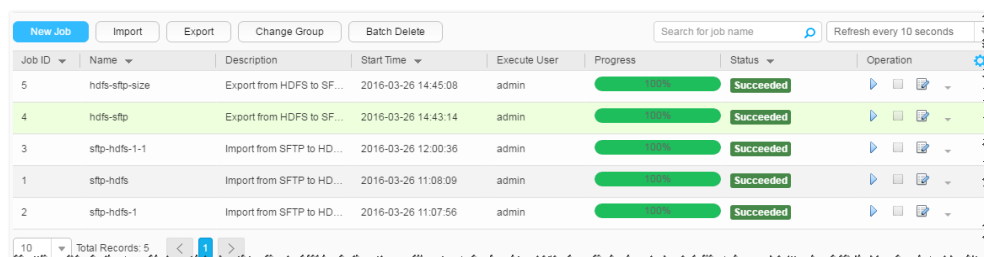 New Job Import Export Change Group Batch Delete Search for job name Refresh every 10 seconds
Job ID Name Description Start Time Execute User Progress Status Operation
5 hdfs-sftp-size Export from HDFS to SF... 2016-03-26 14:45:08 admin 100% Succeeded
4 hdfs-sftp Export from HDFS to SF... 2016-03-26 14:43:14 admin 100% Succeeded
3 sftp-hdfs-1-1 Import from SFTP to HD... 2016-03-26 12:00:36 admin 100% Succeeded
1 sftp-hdfs Import from SFTP to HD... 2016-03-26 11:08:09 admin 100% Succeeded
2 sftp-hdfs-1 Import from SFTP to HD... 2016-03-26 11:07:56 admin 100% Succeeded
10 Total Records: 5 < 1 >